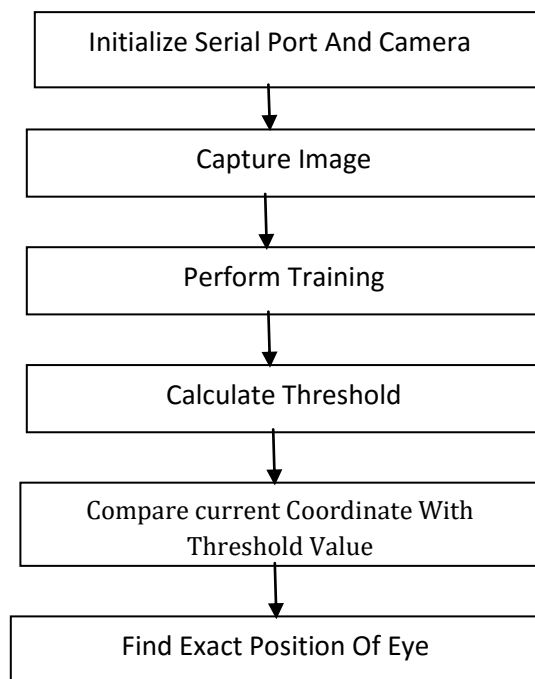 Initialize Serial Port And Camera
Capture Image
Perform Training
Calculate Threshold
Compare current Coordinate With
Threshold Value
Find Exact Position Of Eye